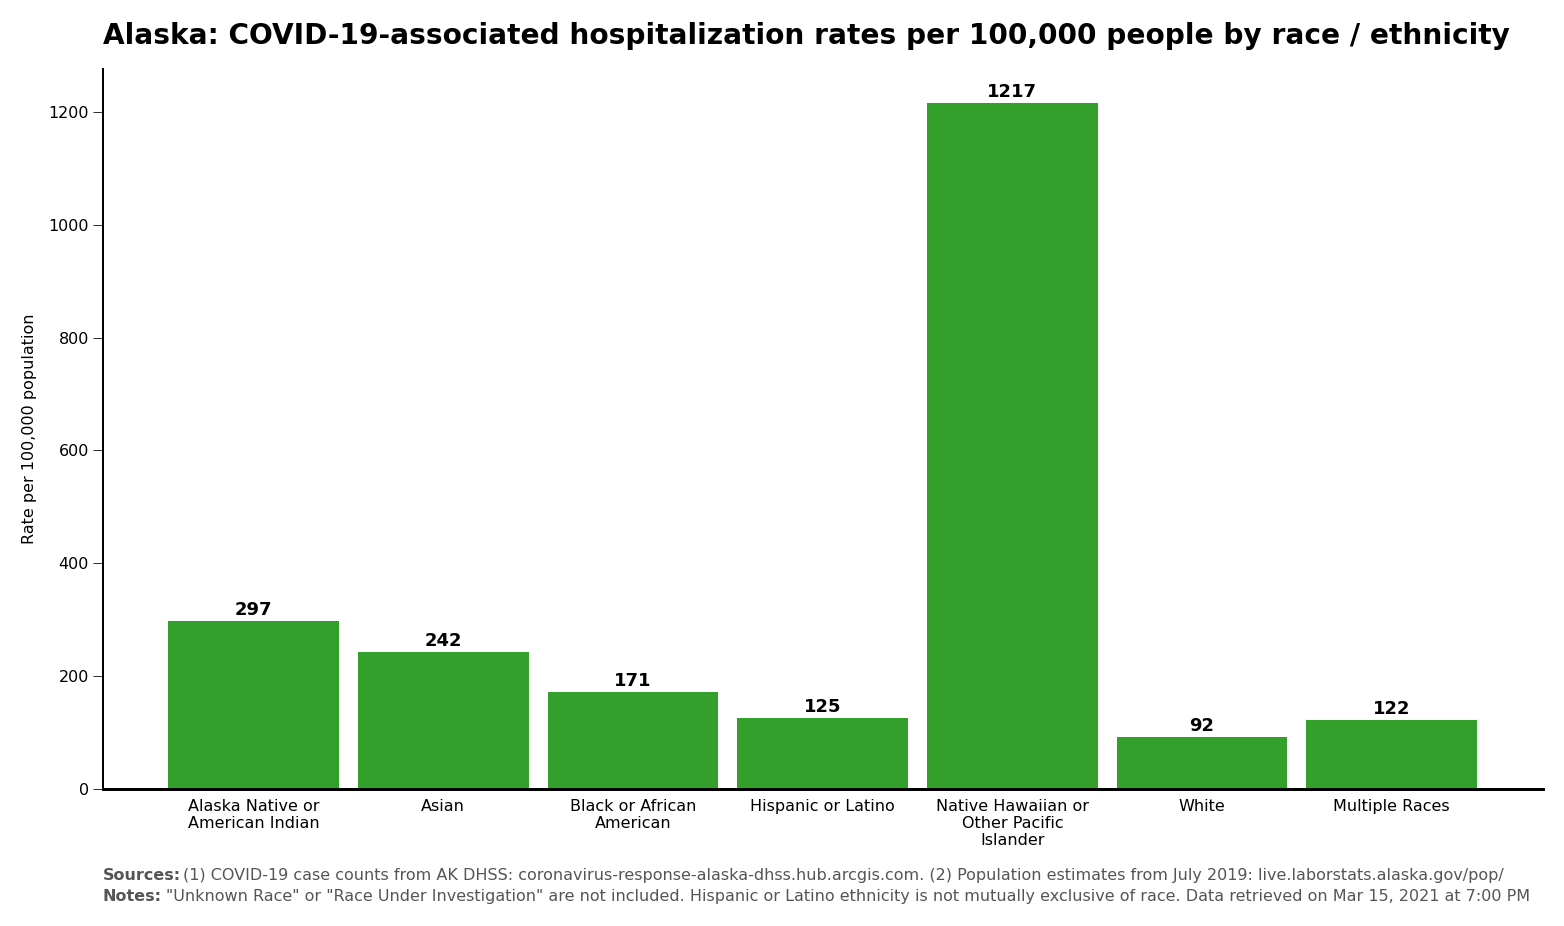 Alaska: COVID-19-associated hospitalization rates per 100,000 people by race / ethnicity
Rate per 100,000 population
1200
1000
800
600
400
200
0
297
242
171
125
1217
92
122
Alaska Native or
American Indian
Asian
Black or African
American
Hispanic or Latino
Native Hawaiian or
Other Pacific
Islander
White
Multiple Races
Sources: (1) COVID-19 case counts from AK DHSS: coronavirus-response-alaska-dhss.hub.arcgis.com. (2) Population estimates from July 2019: live.laborstats.alaska.gov/pop/
Notes: "Unknown Race" or "Race Under Investigation" are not included. Hispanic or Latino ethnicity is not mutually exclusive of race. Data retrieved on Mar 15, 2021 at 7:00 PM